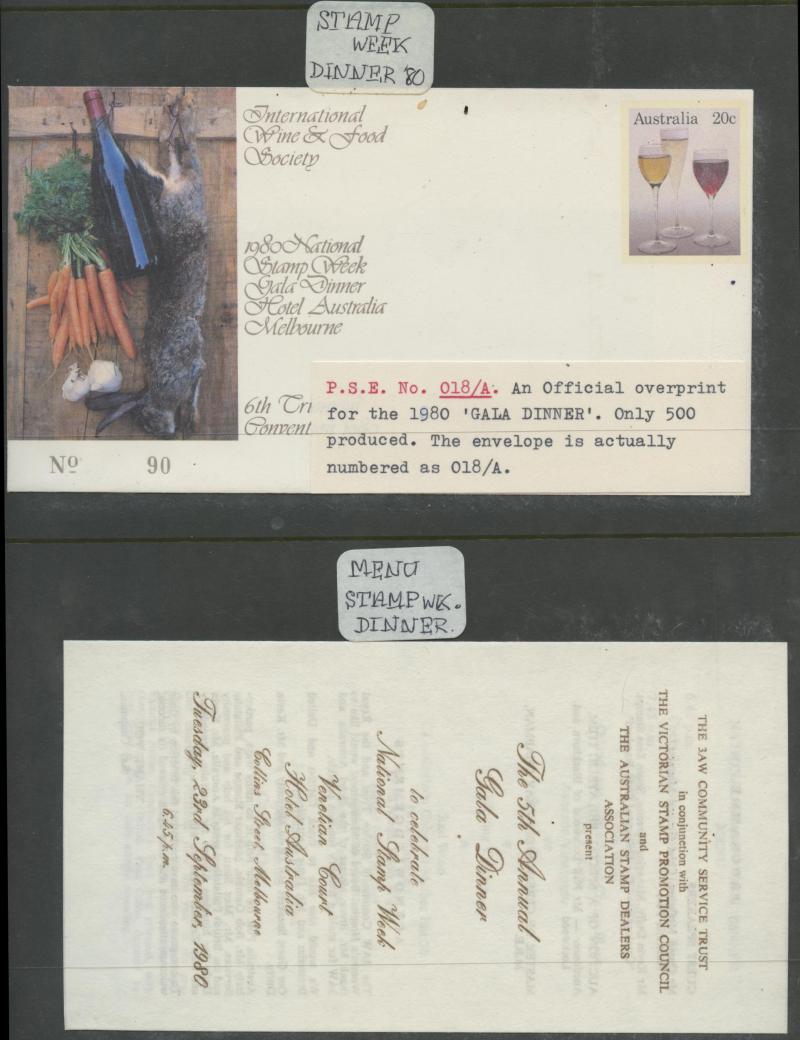 STAMP
WEEK
DINNER '80
International
Wine & Food
Society
Australia 20c
1980 National
Stamp Week
Gala Dinner
Hotel Australia
Melbourne
6th Tri
Convent
P.S.E. No. 018/A. An Official overprint
for the 1980 'GALA DINNER'. Only 500
produced. The envelope is actually
numbered as 018/A.
No 90
MENU
STAMP WK.
DINNER.
THE 3AW COMMUNITY SERVICE TRUST
in conjunction with
THE VICTORIAN STAMP PROMOTION COUNCIL
and
THE AUSTRALIAN STAMP DEALERS
ASSOCIATION
present
The 5th Annual
Gala Dinner
to celebrate
National Stamp Week
Venetian Court
Hotel Australia
Collins Street, Melbourne
Tuesday, 23rd September, 1980
6.45 p.m.